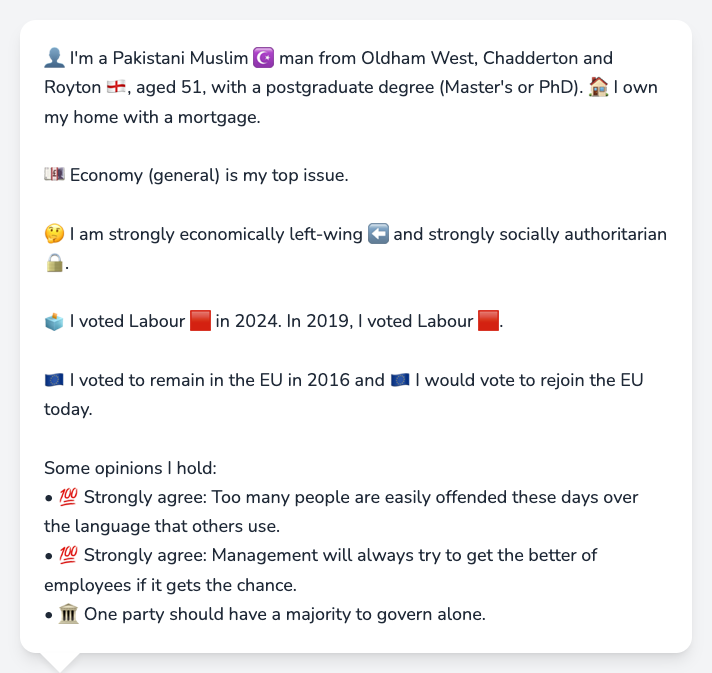 👤 I'm a Pakistani Muslim ☪️ man from Oldham West, Chadderton and
Royton 🏴󠁧󠁢󠁥󠁮󠁧󠁿, aged 51, with a postgraduate degree (Master's or PhD). 🏠 I own
my home with a mortgage.
💷 Economy (general) is my top issue.
🤔 I am strongly economically left-wing ⬅️ and strongly socially authoritarian
🔒.
🗳️ I voted Labour 🟥 in 2024. In 2019, I voted Labour 🟥.
🇪🇺 I voted to remain in the EU in 2016 and 🇪🇺 I would vote to rejoin the EU
today.
Some opinions I hold:
• 💯 Strongly agree: Too many people are easily offended these days over
the language that others use.
• 💯 Strongly agree: Management will always try to get the better of
employees if it gets the chance.
• 🏛️ One party should have a majority to govern alone.